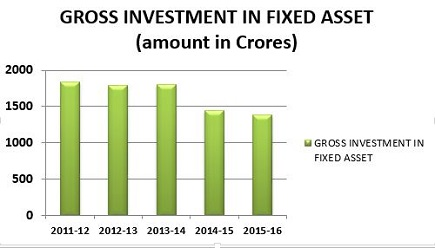 GROSS INVESTMENT IN FIXED ASSET
(amount in Crores)
2000
1500
1000
500
0
2011-12 2012-13 2013-14 2014-15 2015-16
GROSS INVESTMENT IN
FIXED ASSET